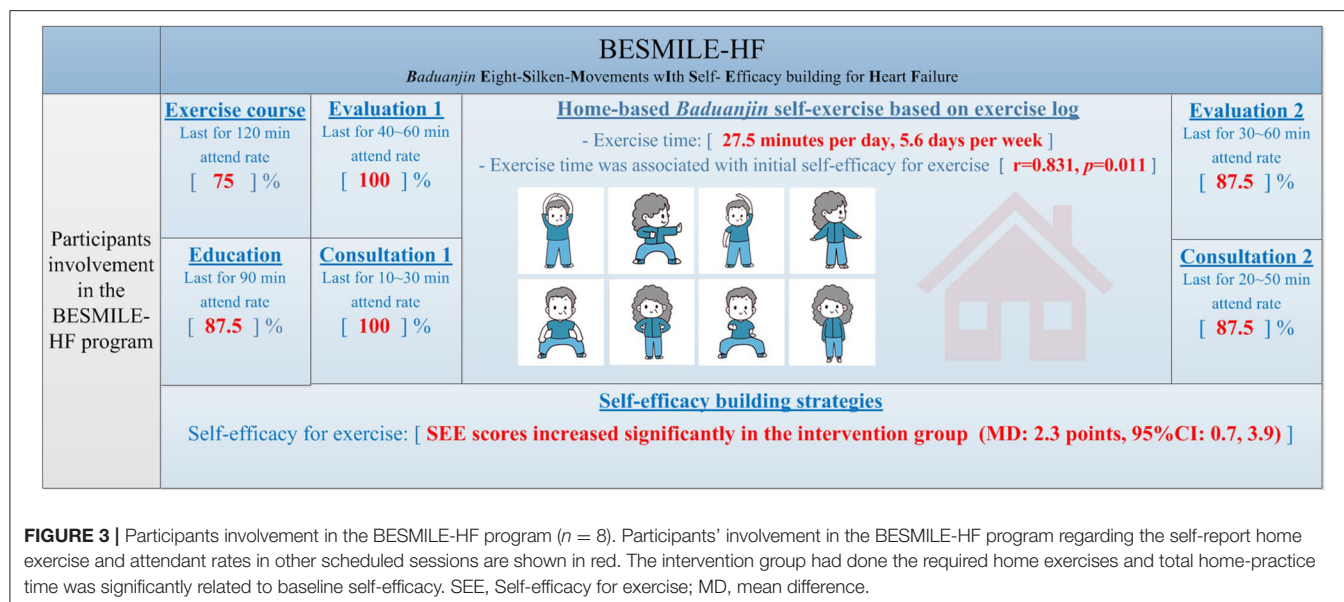 BESMILE-HF
Baduanjin Eight-Silken-Movements wIth Self- Efficacy building for Heart Failure
Participants
involvement
in the
BESMILE-
HF program
Exercise course
Last for 120 min
attend rate
[ 75 ] %
Education
Last for 90 min
attend rate
[ 87.5 ] %
Evaluation 1
Last for 40~60 min
attend rate
[ 100 ] %
Consultation 1
Last for 10~30 min
attend rate
[ 100 ] %
Home-based Baduanjin self-exercise based on exercise log
- Exercise time: [ 27.5 minutes per day, 5.6 days per week ]
- Exercise time was associated with initial self-efficacy for exercise [ r=0.831, p=0.011 ]
Evaluation 2
Last for 30~60 min
attend rate
[ 87.5 ] %
Consultation 2
Last for 20~50 min
attend rate
[ 87.5 ] %
Self-efficacy building strategies
Self-efficacy for exercise: [ SEE scores increased significantly in the intervention group (MD: 2.3 points, 95%CI: 0.7, 3.9) ]
FIGURE 3 | Participants involvement in the BESMILE-HF program (n = 8). Participants' involvement in the BESMILE-HF program regarding the self-report home
exercise and attendant rates in other scheduled sessions are shown in red. The intervention group had done the required home exercises and total home-practice
time was significantly related to baseline self-efficacy. SEE, Self-efficacy for exercise; MD, mean difference.